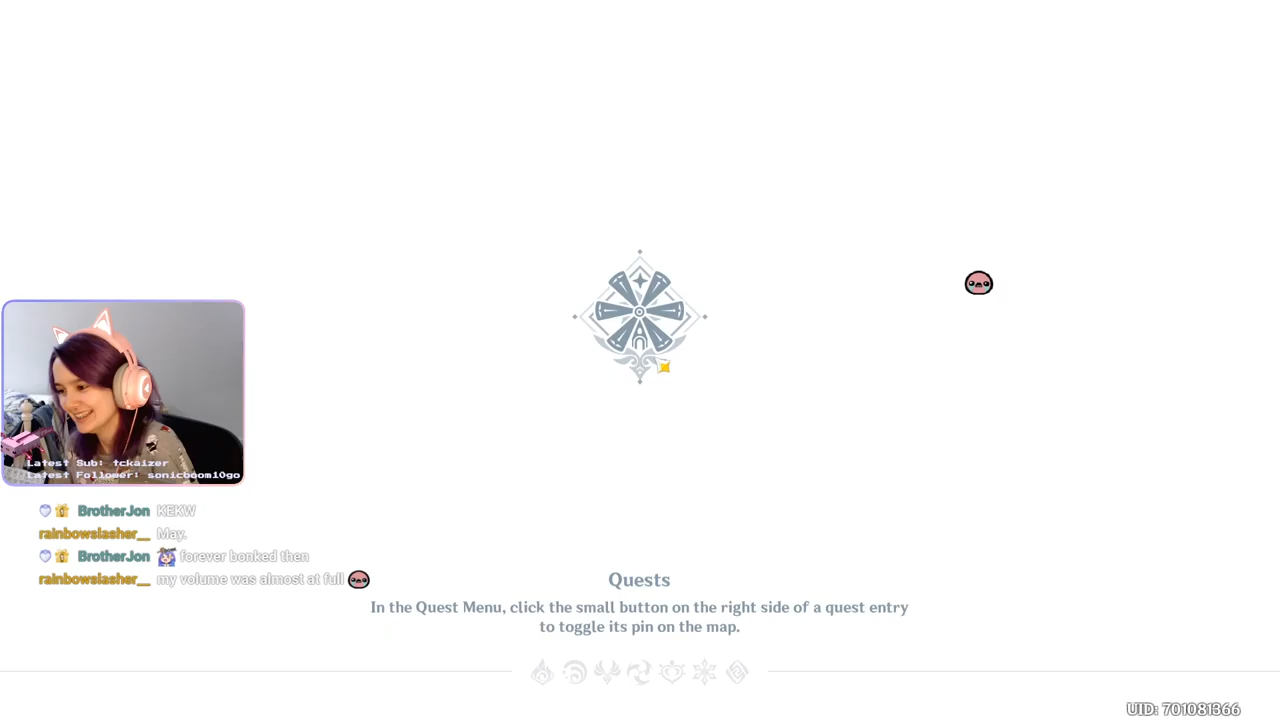 Latest Sub: tckaizer
Latest Follower: sonicboom10go
BrotherJon KEKW
rainbowslasher__ May.
BrotherJon forever bonked then
rainbowslasher__ my volume was almost at full
Quests
In the Quest Menu, click the small button on the right side of a quest entry
to toggle its pin on the map.
UID: 701081366